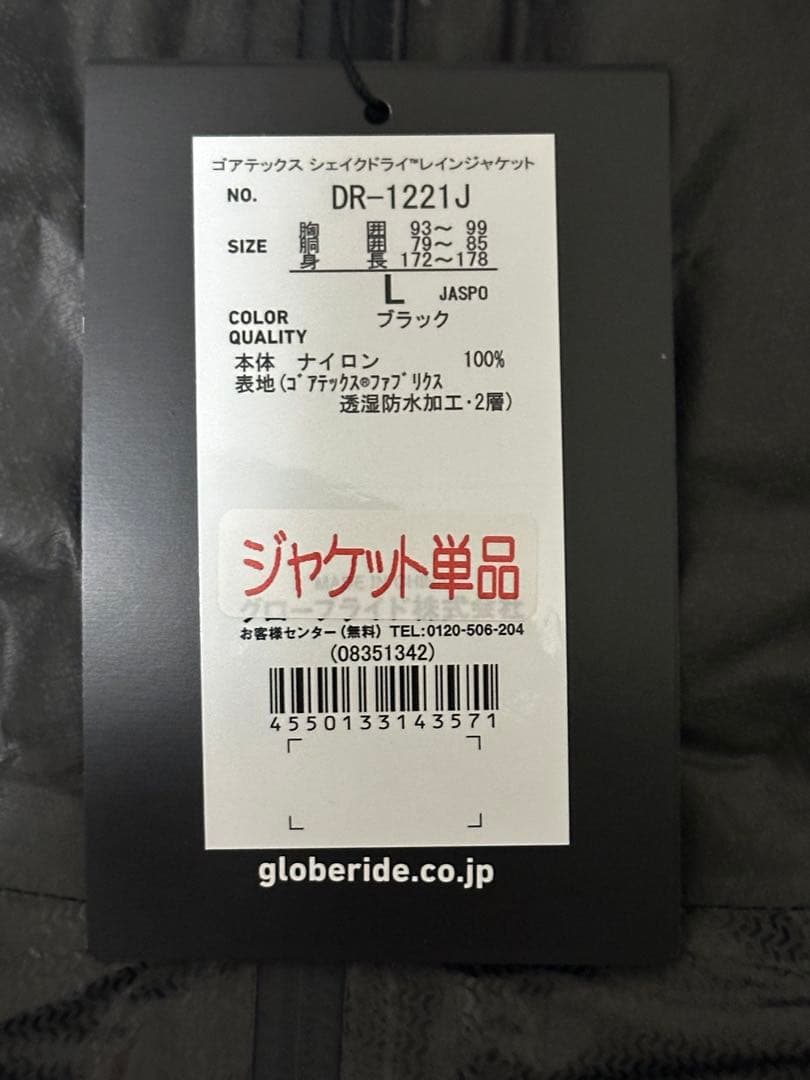 ゴアテックス シェイクドライ™レインジャケット
NO. DR-1221J
SIZE 胸囲 93〜 99
胴囲 79〜 85
身長 172〜178
L JASPO
COLOR ブラック
QUALITY
本体 ナイロン 100%
表地(ｺﾞｱﾃｯｸｽ®ﾌｧﾌﾞﾘｸｽ
透湿防水加工･2層)
ジャケット単品
MADE IN
グローブライド株式会社
お客様センター(無料) TEL:0120-506-204
(08351342)
4550133143571
globeride.co.jp